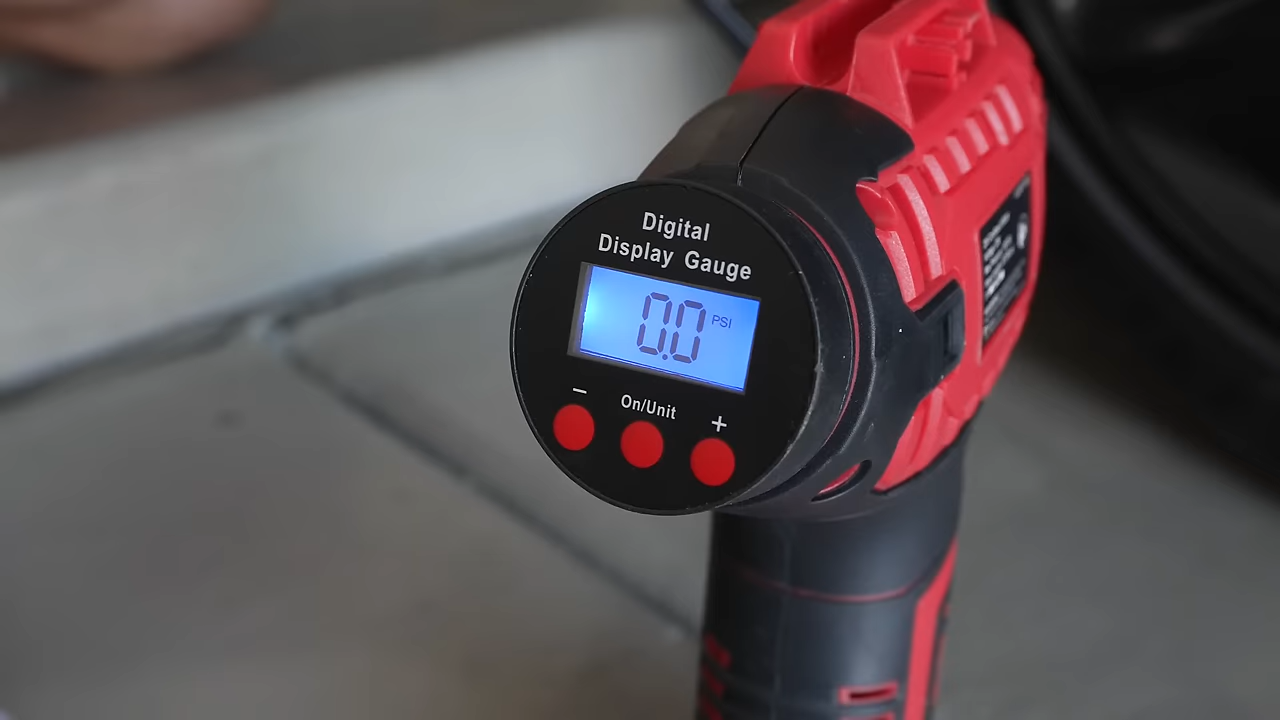 Digital
Display Gauge
0.0 PSI
− On/Unit +